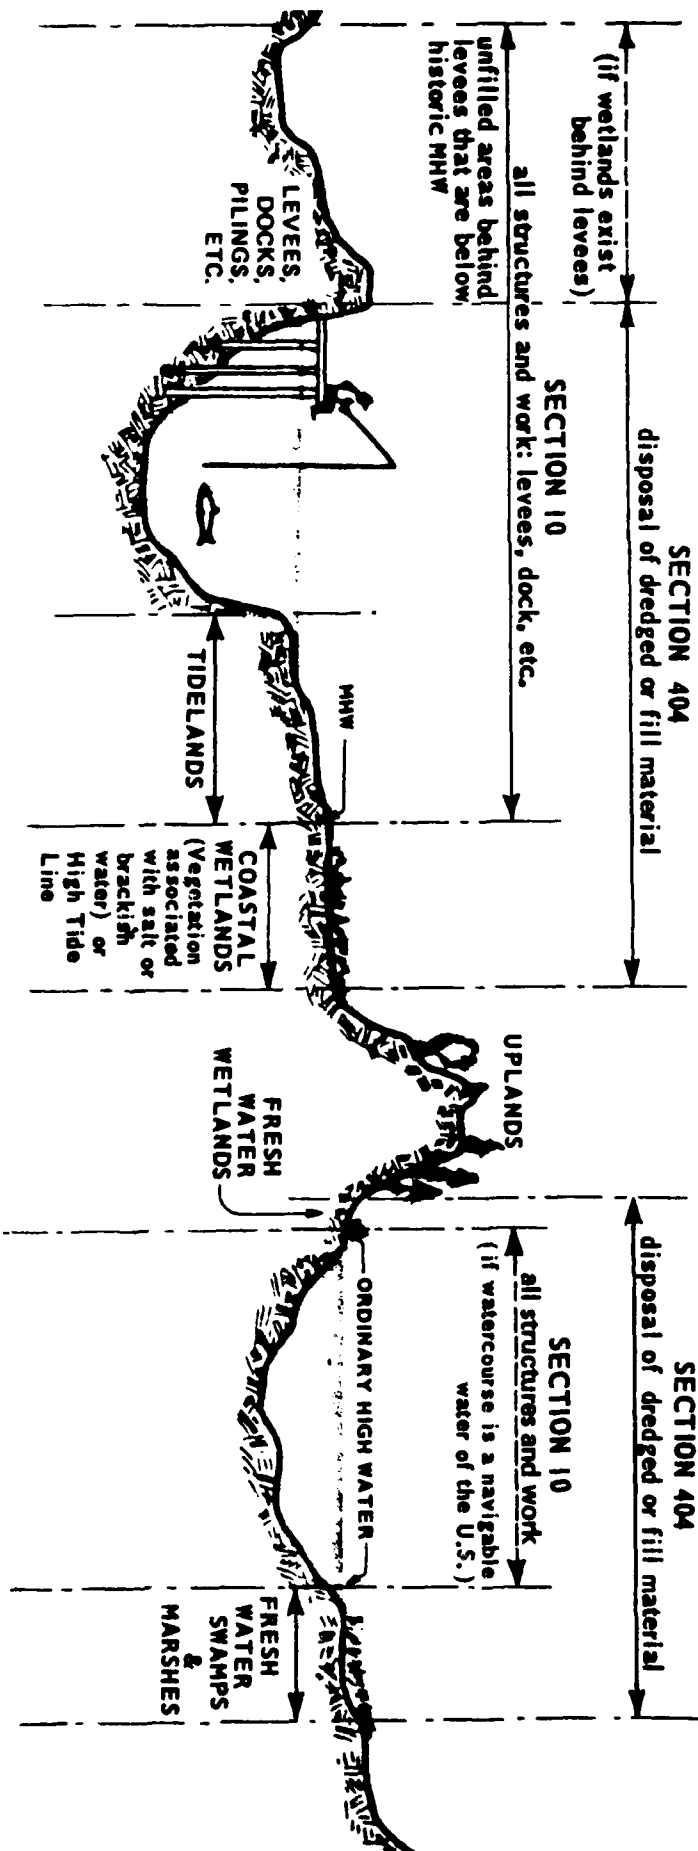 SECTION 404
disposal of dredged or fill material
(if wetlands exist
behind levees)
SECTION 10
all structures and work: levees, dock, etc.
unfilled areas behind
levees that are below
historic MHW
LEVEES,
DOCKS,
PILINGS,
ETC.
MHW
TIDELANDS
COASTAL
WETLANDS
(Vegetation
associated
with salt or
brackish
water) or
High Tide
Line
UPLANDS
FRESH
WATER
WETLANDS
SECTION 404
disposal of dredged or fill material
SECTION 10
all structures and work
(if watercourse is a navigable
water of the U.S.)
ORDINARY HIGH WATER
FRESH
WATER
SWAMPS
&
MARSHES